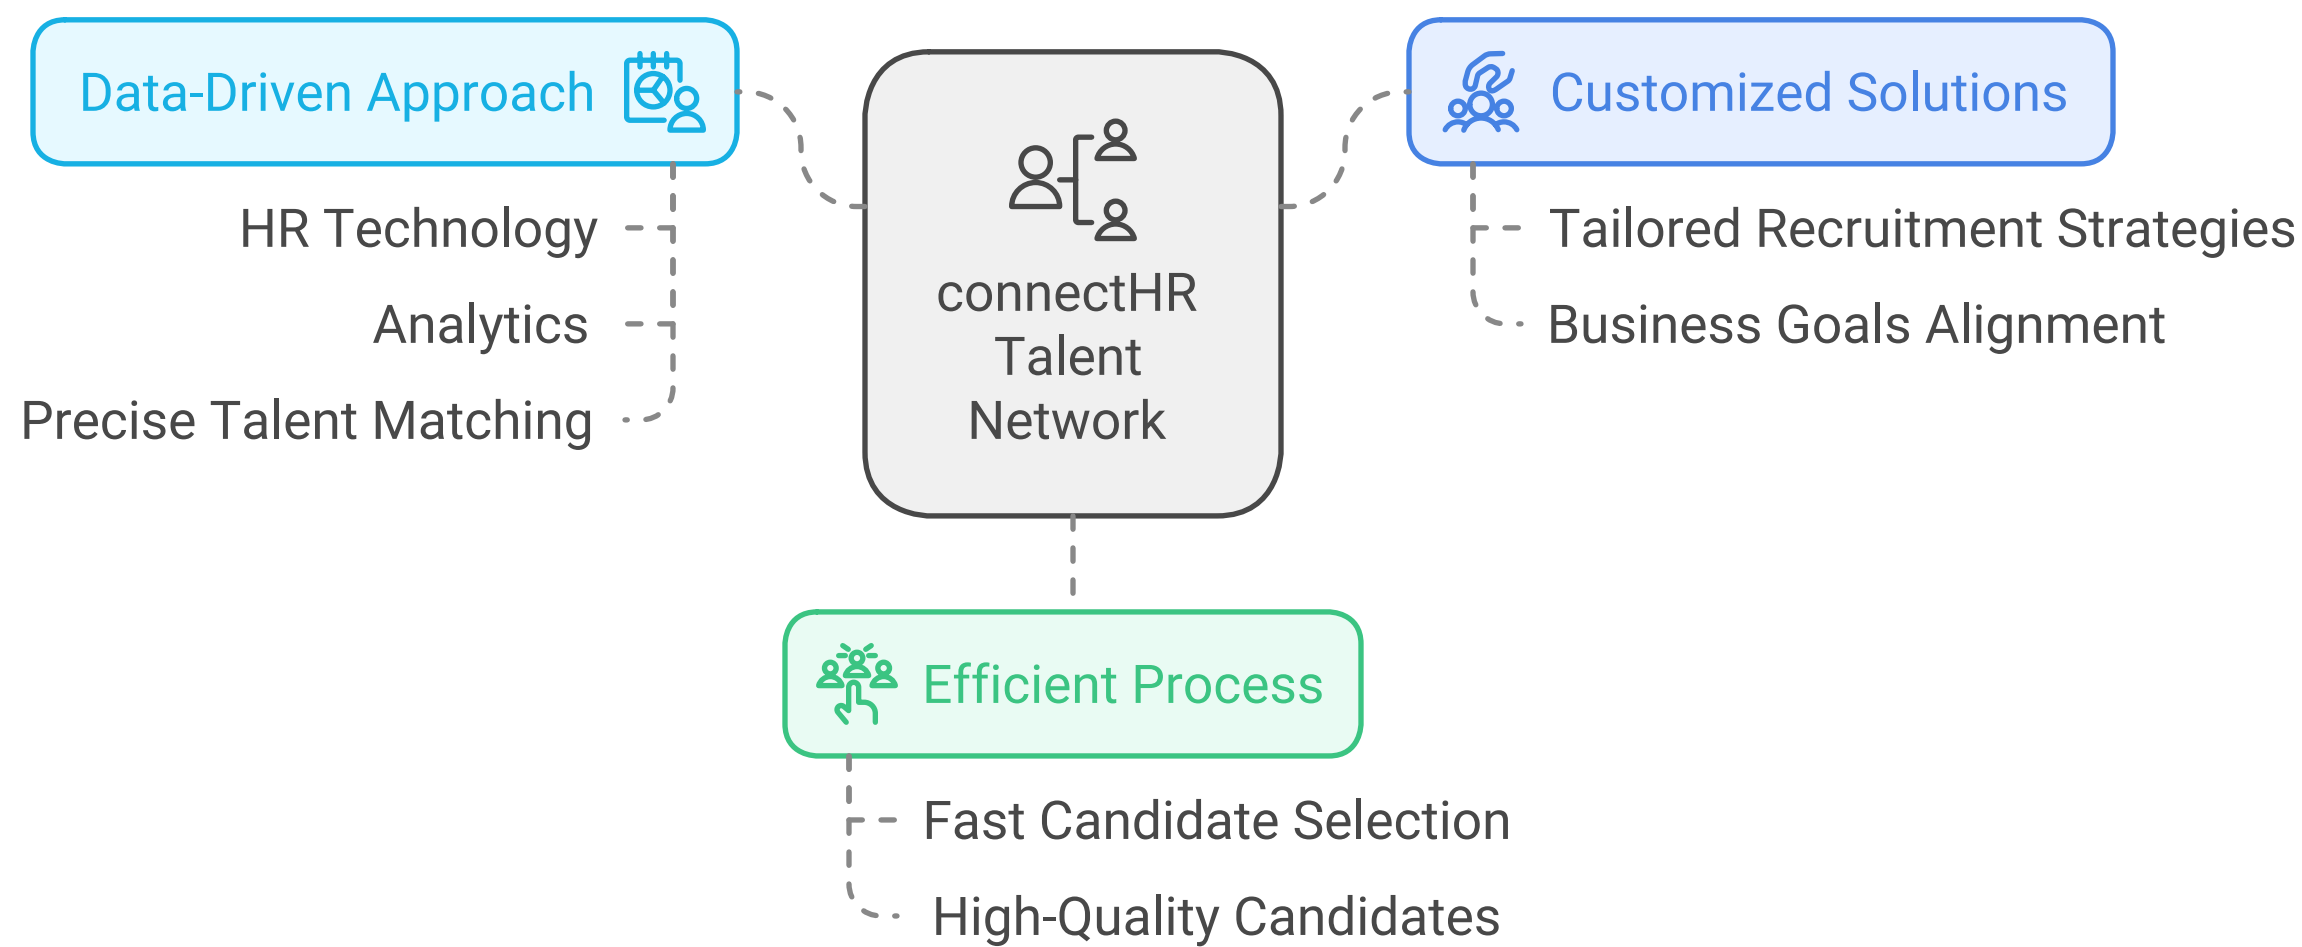 Data-Driven Approach
HR Technology
Analytics
Precise Talent Matching
connectHR
Talent
Network
Customized Solutions
Tailored Recruitment Strategies
Business Goals Alignment
Efficient Process
Fast Candidate Selection
High-Quality Candidates